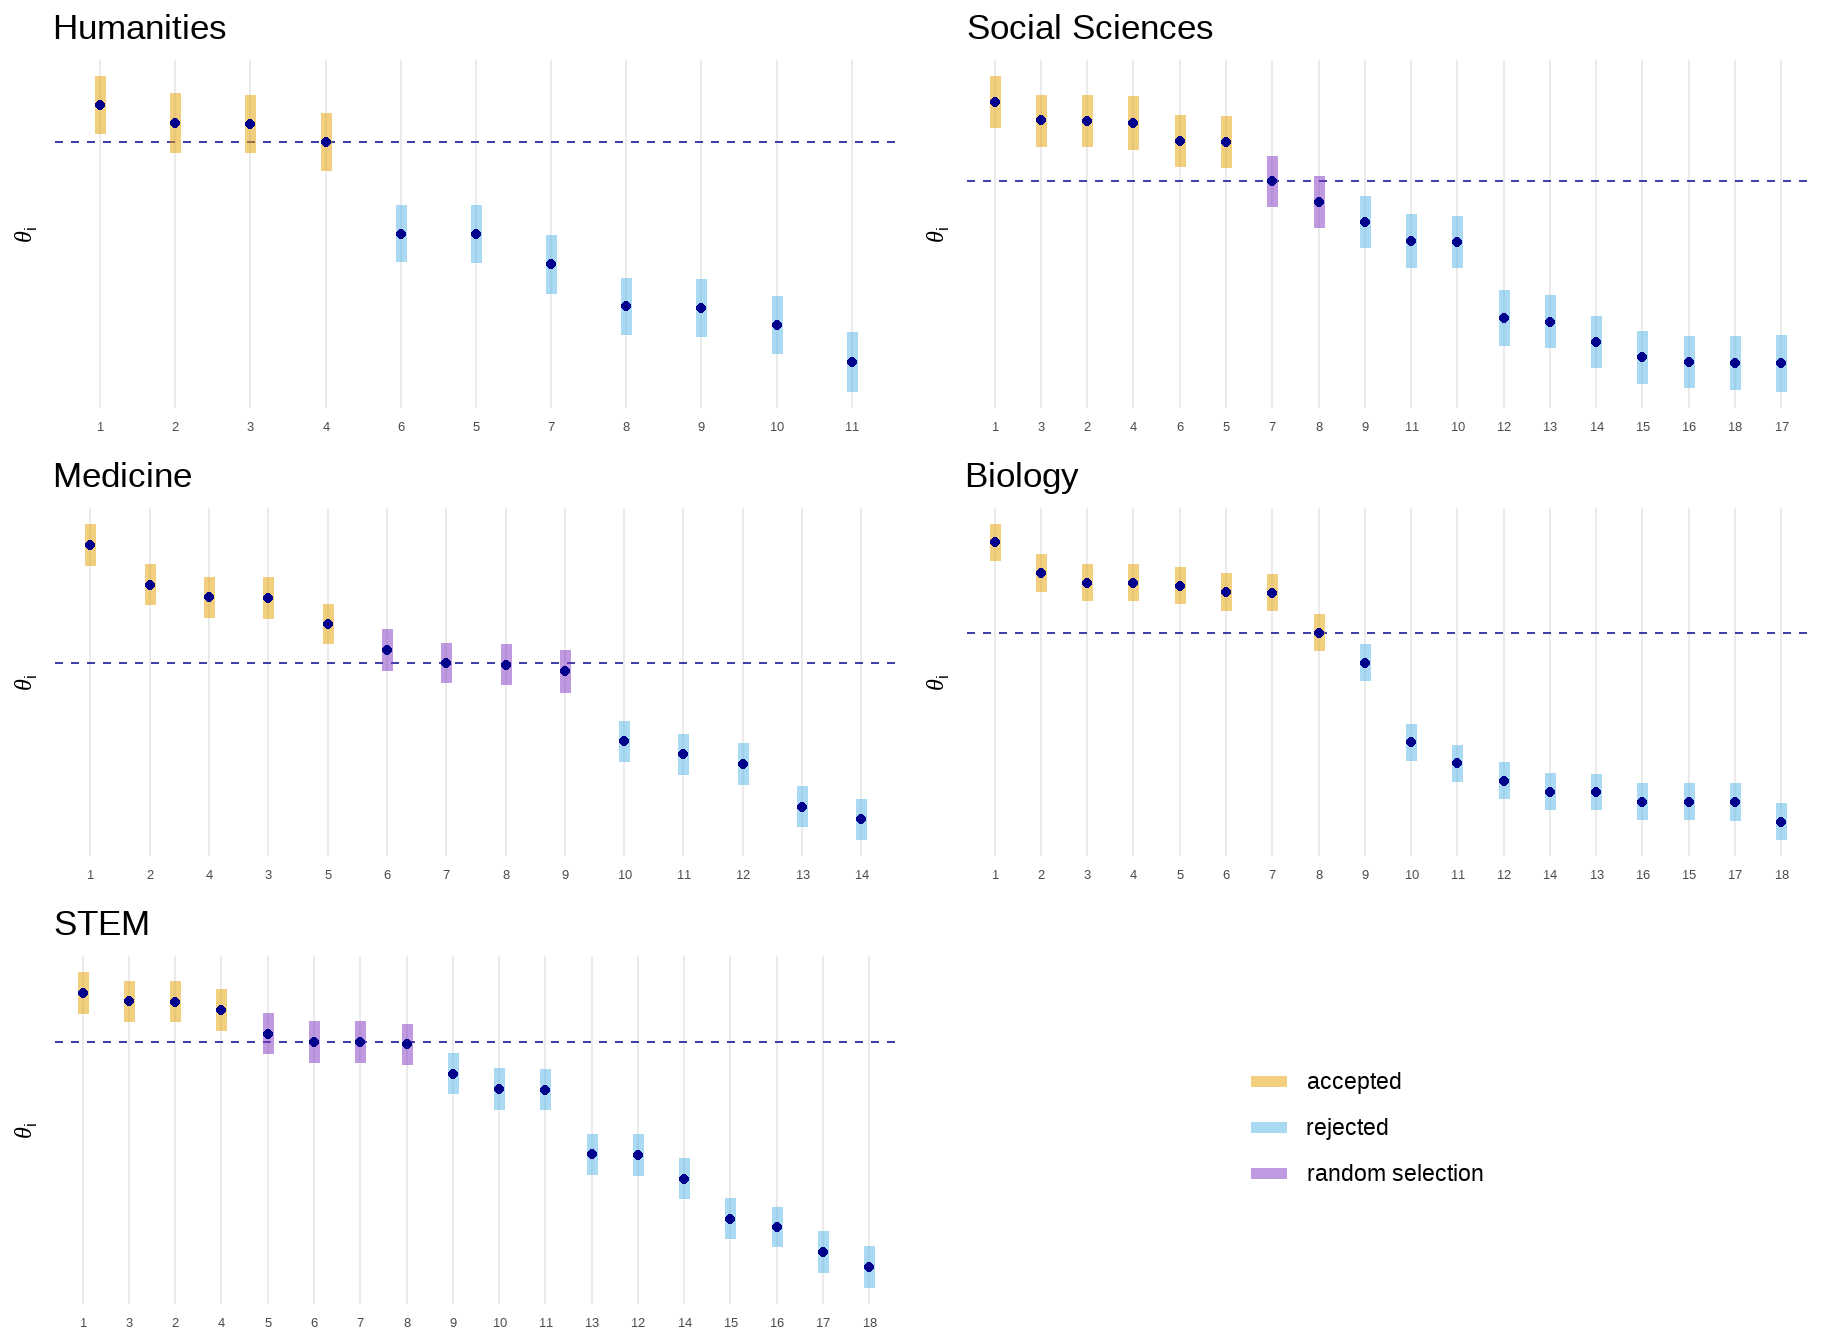 Humanities
θi
1 2 3 4 6 5 7 8 9 10 11
Social Sciences
θi
1 3 2 4 6 5 7 8 9 11 10 12 13 14 15 16 18 17
Medicine
θi
1 2 4 3 5 6 7 8 9 10 11 12 13 14
Biology
θi
1 2 3 4 5 6 7 8 9 10 11 12 14 13 16 15 17 18
STEM
θi
1 3 2 4 5 6 7 8 9 10 11 13 12 14 15 16 17 18
accepted
rejected
random selection